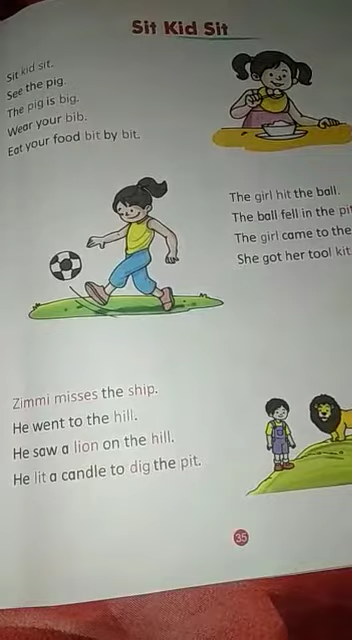 Sit Kid Sit
Sit kid sit.
See the pig.
The pig is big.
Wear your bib.
Eat your food bit by bit.
The girl hit the ball.
The ball fell in the pit
The girl came to the
She got her tool kit
Zimmi misses the ship.
He went to the hill.
He saw a lion on the hill.
He lit a candle to dig the pit.
35